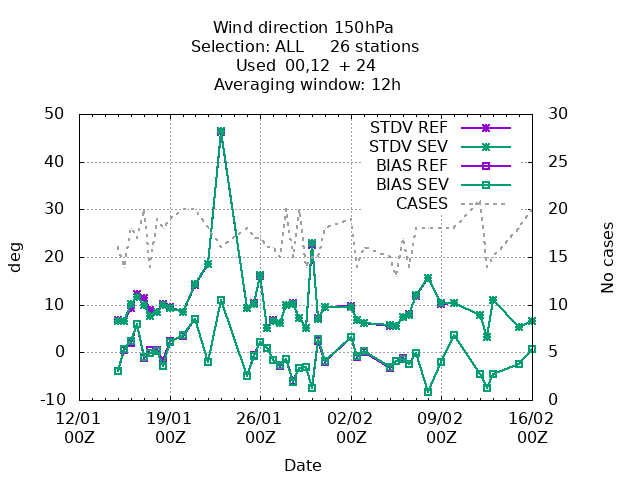 Wind direction 150hPa
Selection: ALL 26 stations
Used 00,12 + 24
Averaging window: 12h
50
40
30
20
10
0
-10
30
25
20
15
10
5
0
deg
No cases
STDV REF
STDV SEV
BIAS REF
BIAS SEV
CASES
12/01 19/01 26/01 02/02 09/02 16/02
00Z 00Z 00Z 00Z 00Z 00Z
Date